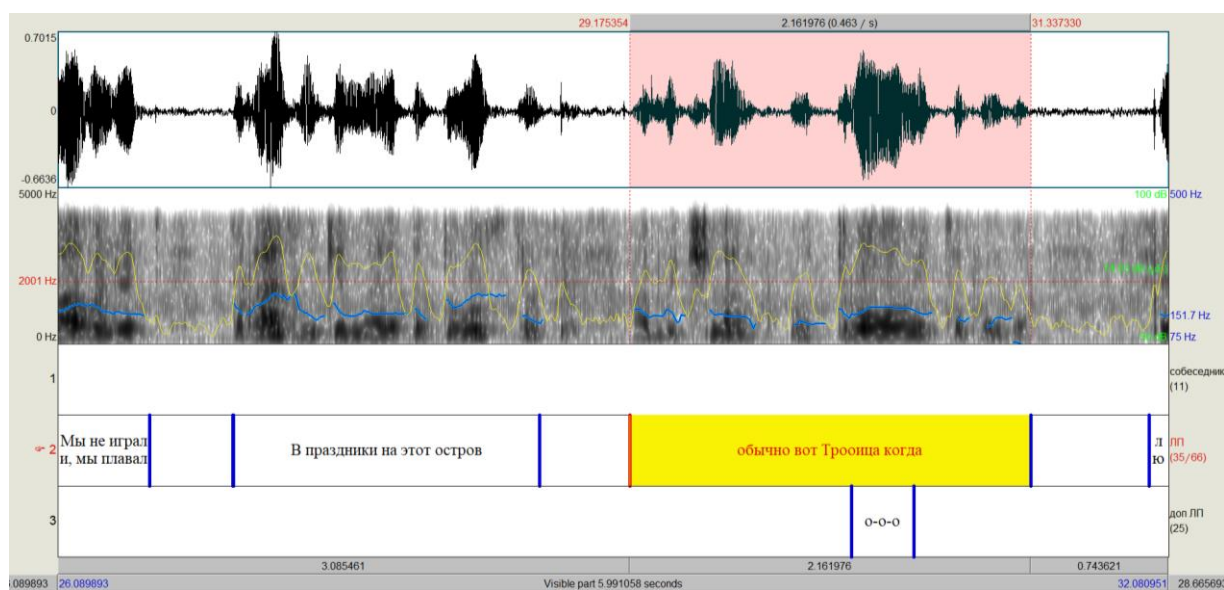 29.175354 2.161976 (0.463 / s) 31.337330
0.7015
0
-0.6636
5000 Hz 100 dB 500 Hz
2001 Hz
151.7 Hz
0 Hz 75 Hz
1 собеседник
(11)
2 Мы не играл
и, мы плавал
В праздники на этот остров
обычно вот Трооица когда
л
ю
ЛП
(35/66)
3 о-о-о
доп ЛП
(25)
3.085461 2.161976 0.743621
.089893 26.089893 Visible part 5.991058 seconds 32.080951 28.665693